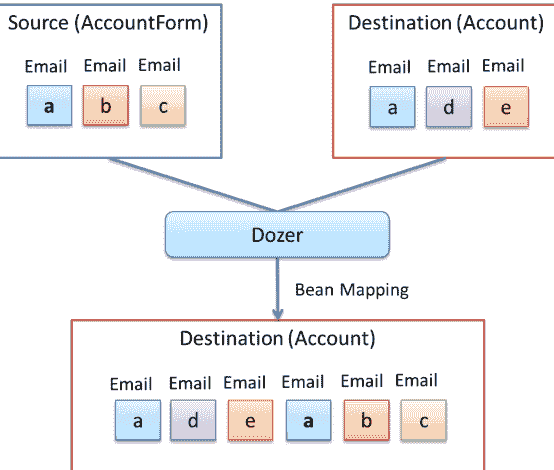 Source (AccountForm)
Email Email Email
a b c
Destination (Account)
Email Email Email
a d e
Dozer
Bean Mapping
Destination (Account)
Email Email Email Email Email Email
a d e a b c